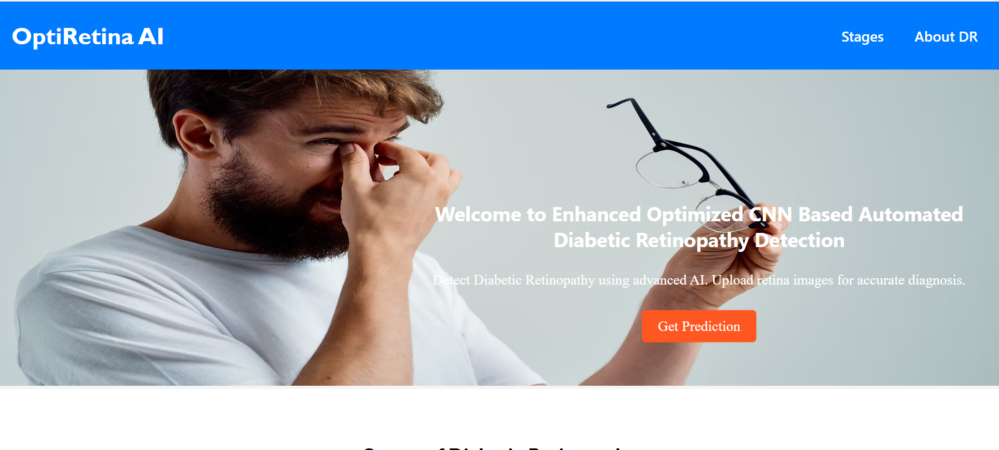 OptiRetina AI
Stages
About DR
Welcome to Enhanced Optimized CNN Based Automated
Diabetic Retinopathy Detection
Detect Diabetic Retinopathy using advanced AI. Upload retina images for accurate diagnosis.
Get Prediction